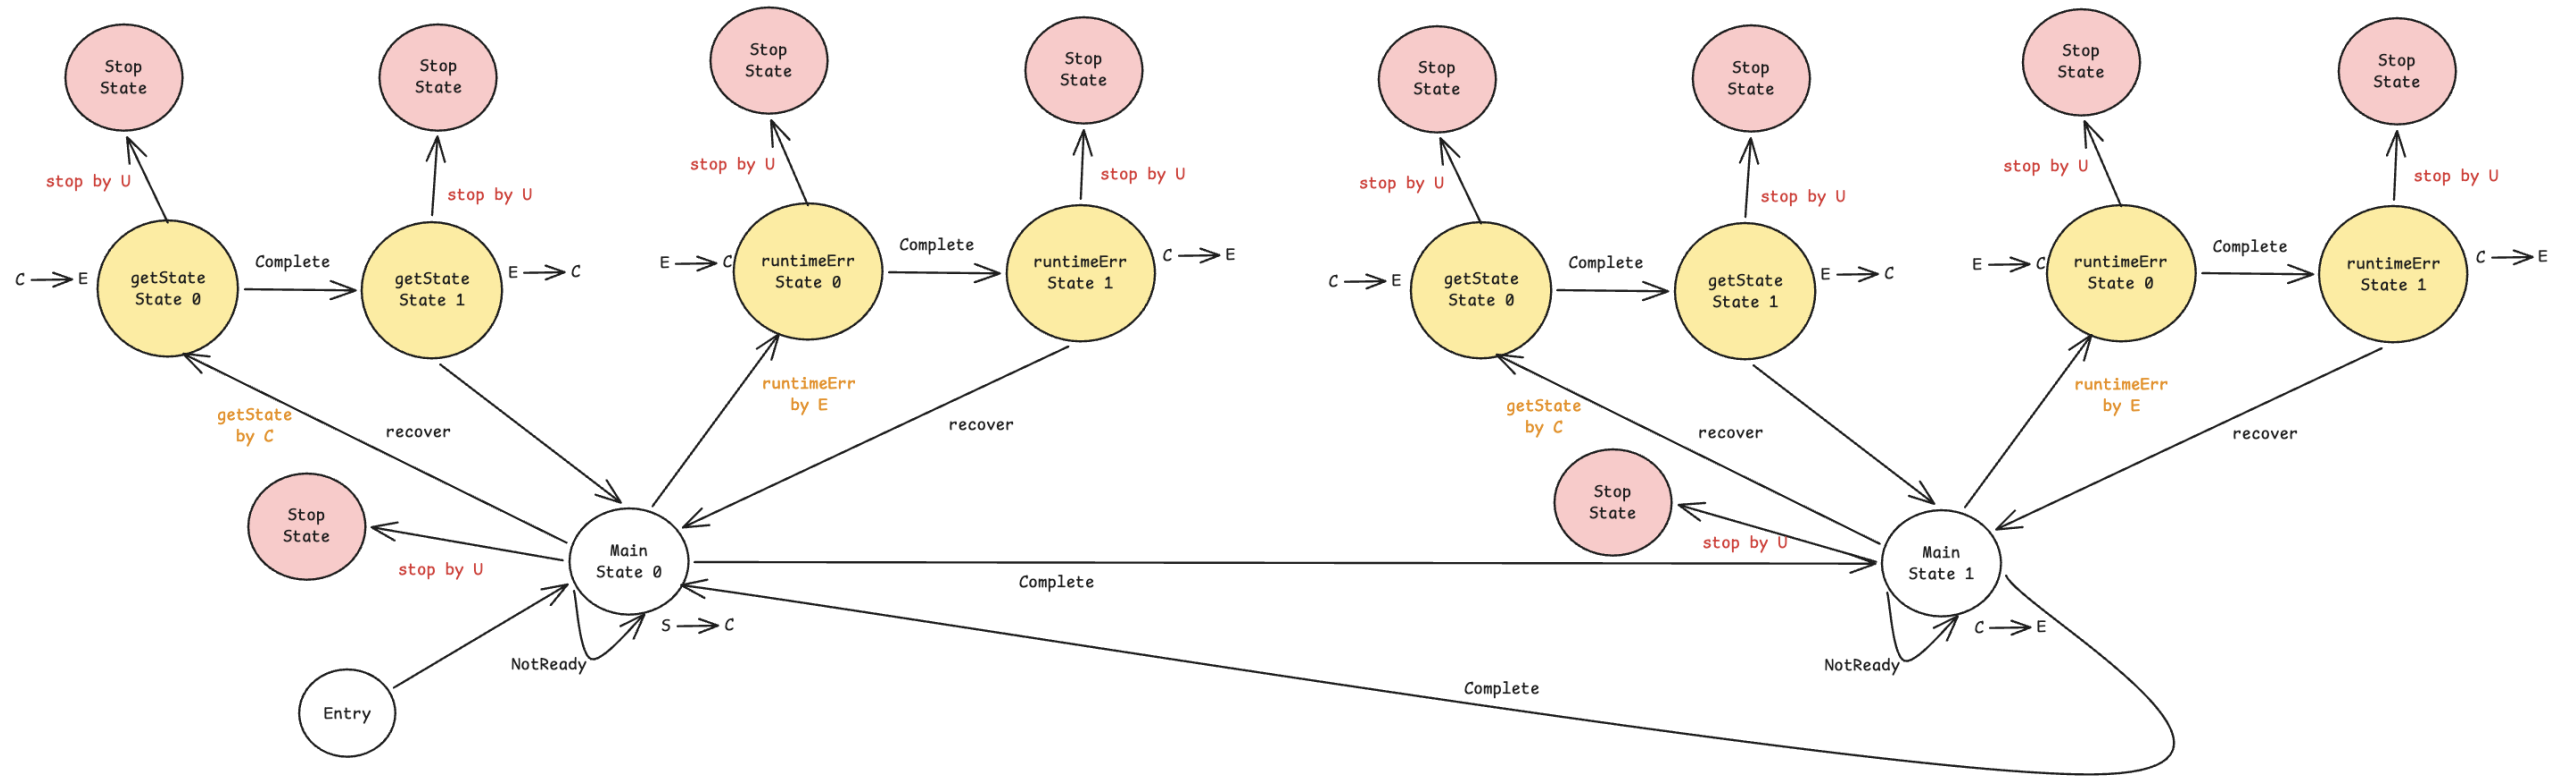 Stop
State
Stop
State
Stop
State
Stop
State
Stop
State
Stop
State
Stop
State
Stop
State
stop by U
stop by U
stop by U
stop by U
stop by U
stop by U
stop by U
stop by U
C
E
getState
State 0
Complete
getState
State 1
E
C
E
C
runtimeErr
State 0
Complete
runtimeErr
State 1
C
E
C
E
getState
State 0
Complete
getState
State 1
E
C
E
C
runtimeErr
State 0
Complete
runtimeErr
State 1
C
E
getState
by C
recover
runtimeErr
by E
recover
getState
by C
recover
runtimeErr
by E
recover
Stop
State
stop by U
Main
State 0
Complete
Stop
State
stop by U
Main
State 1
S
C
NotReady
C
E
NotReady
Complete
Entry